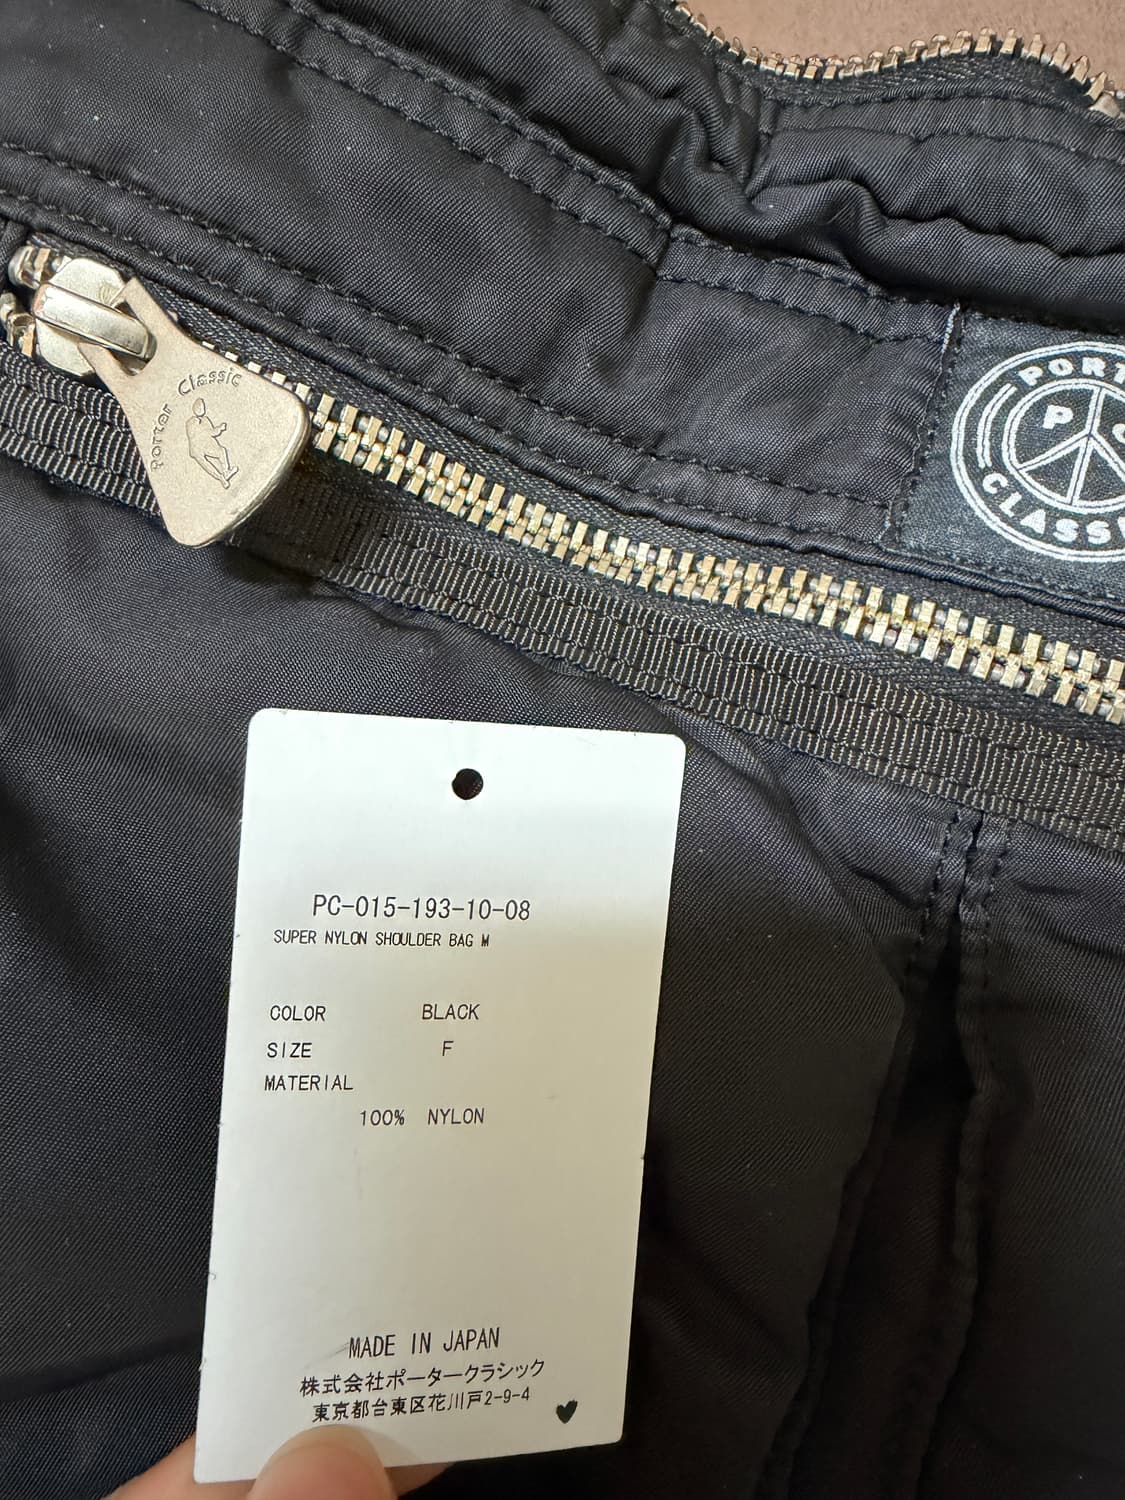 Porter Classic
PORT
P
CLASS
PC-015-193-10-08
SUPER NYLON SHOULDER BAG M
COLOR BLACK
SIZE F
MATERIAL
100% NYLON
MADE IN JAPAN
株式会社ポータークラシック
東京都台東区花川戸2-9-4